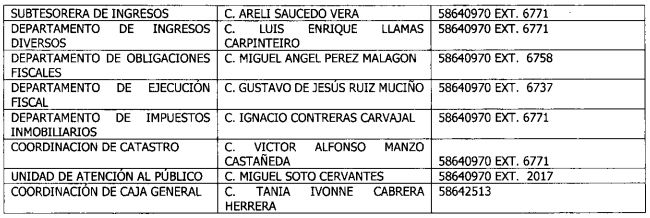 SUBTESORERA DE INGRESOS C. ARELI SAUCEDO VERA 58640970 EXT. 6771
DEPARTAMENTO DE INGRESOS DIVERSOS C. LUIS ENRIQUE LLAMAS CARPINTEIRO 58640970 EXT. 6771
DEPARTAMENTO DE OBLIGACIONES FISCALES C. MIGUEL ANGEL PEREZ MALAGON 58640970 EXT. 6758
DEPARTAMENTO DE EJECUCIÓN FISCAL C. GUSTAVO DE JESÚS RUIZ MUCIÑO 58640970 EXT. 6737
DEPARTAMENTO DE IMPUESTOS INMOBILIARIOS C. IGNACIO CONTRERAS CARVAJAL 58640970 EXT. 6771
COORDINACION DE CATASTRO C. VICTOR ALFONSO MANZO CASTAÑEDA 58640970 EXT. 6771
UNIDAD DE ATENCIÓN AL PÚBLICO C. MIGUEL SOTO CERVANTES 58640970 EXT. 2017
COORDINACIÓN DE CAJA GENERAL C. TANIA IVONNE CABRERA HERRERA 58642513